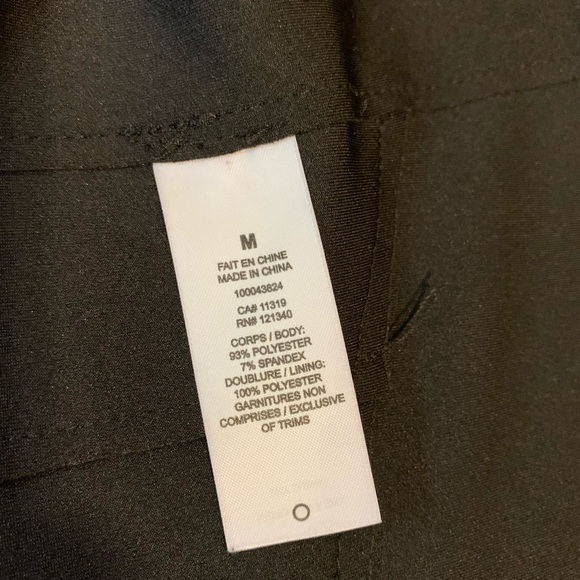 M
FAIT EN CHINE
MADE IN CHINA
100043824
CA# 11319
RN# 121340
CORPS / BODY:
93% POLYESTER
7% SPANDEX
DOUBLURE / LINING:
100% POLYESTER
GARNITURES NON
COMPRISES / EXCLUSIVE
OF TRIMS